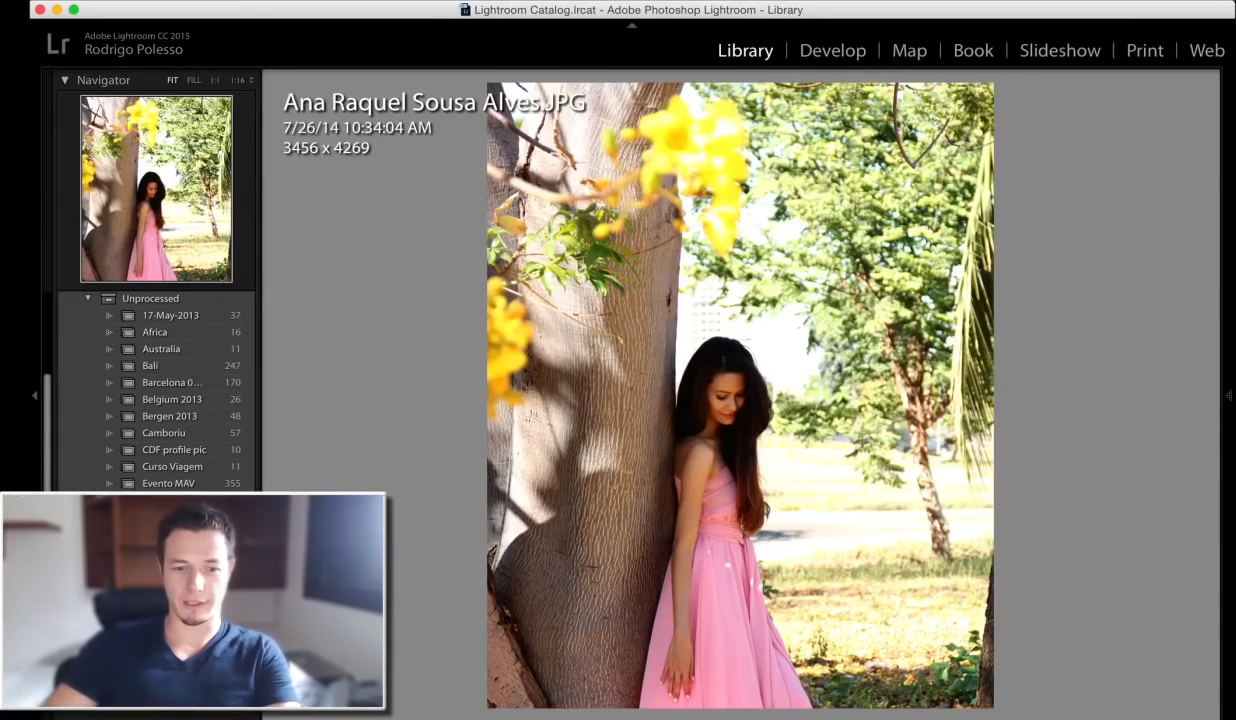 Lightroom Catalog.lrcat - Adobe Photoshop Lightroom - Library
Lr
Adobe Lightroom CC 2015
Rodrigo Polesso
Library | Develop | Map | Book | Slideshow | Print | Web
Navigator FIT FILL 1:1 1:16
Ana Raquel Sousa Alves.JPG
7/26/14 10:34:04 AM
3456 x 4269
Unprocessed
17-May-2013 37
Africa 16
Australia 11
Bali 247
Barcelona 0... 170
Belgium 2013 26
Bergen 2013 48
Camboriu 57
CDF profile pic 10
Curso Viagem 11
Evento MAV 355